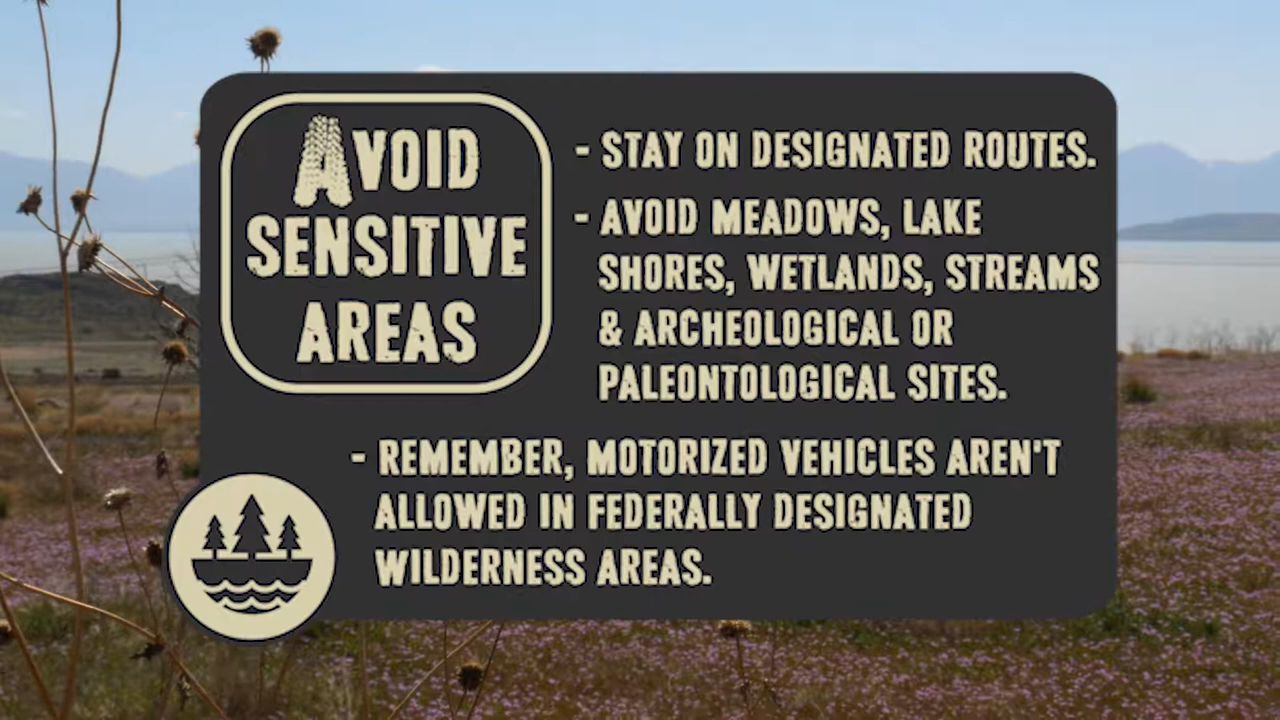 AVOID
SENSITIVE
AREAS
- STAY ON DESIGNATED ROUTES.
- AVOID MEADOWS, LAKE
SHORES, WETLANDS, STREAMS
& ARCHEOLOGICAL OR
PALEONTOLOGICAL SITES.
- REMEMBER, MOTORIZED VEHICLES AREN'T
ALLOWED IN FEDERALLY DESIGNATED
WILDERNESS AREAS.